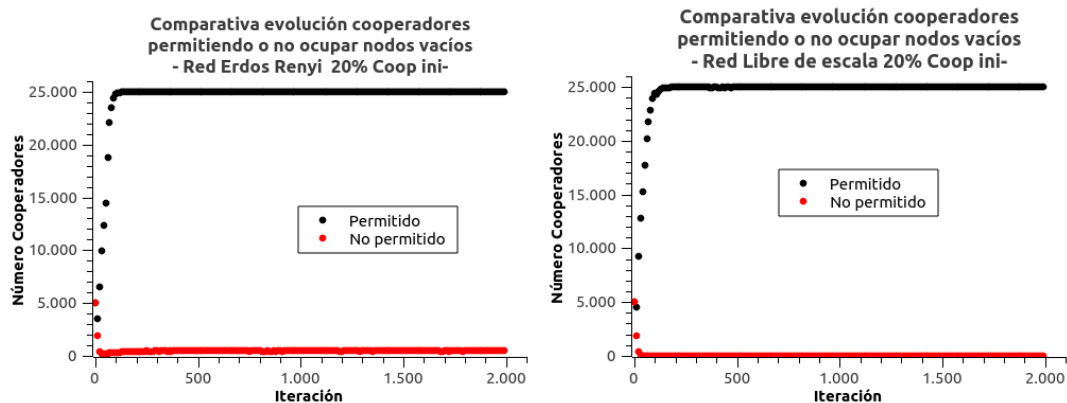 Comparativa evolución cooperadores
permitiendo o no ocupar nodos vacíos
- Red Erdos Renyi 20% Coop ini-
Número Cooperadores
25.000
20.000
15.000
10.000
5.000
0
Permitido
No permitido
0
500
1.000
1.500
2.000
Iteración
Comparativa evolución cooperadores
permitiendo o no ocupar nodos vacíos
- Red Libre de escala 20% Coop ini-
Número Cooperadores
25.000
20.000
15.000
10.000
5.000
0
Permitido
No permitido
0
500
1.000
1.500
2.000
Iteración